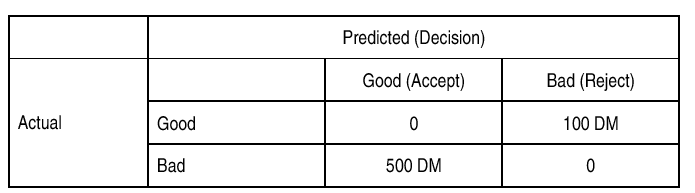 Predicted (Decision)
Good (Accept) Bad (Reject)
Actual Good 0 100 DM
Bad 500 DM 0